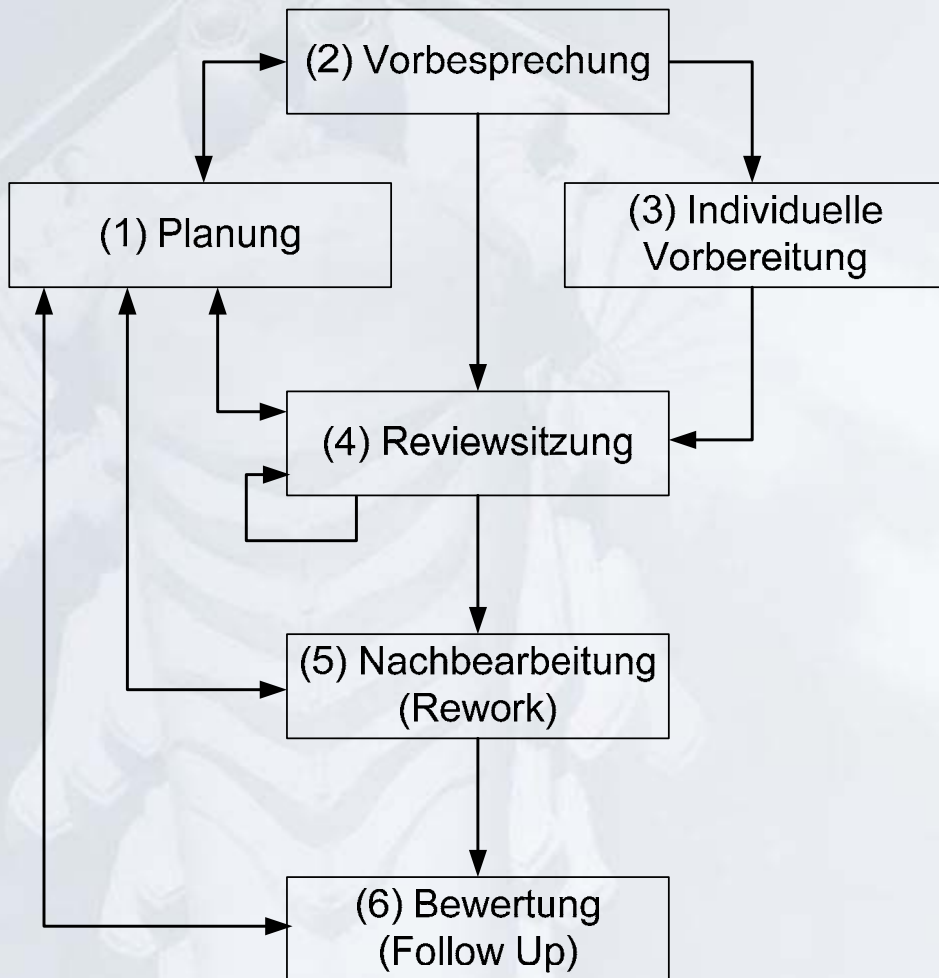 (2) Vorbesprechung
(1) Planung
(3) Individuelle
Vorbereitung
(4) Reviewsitzung
(5) Nachbearbeitung
(Rework)
(6) Bewertung
(Follow Up)